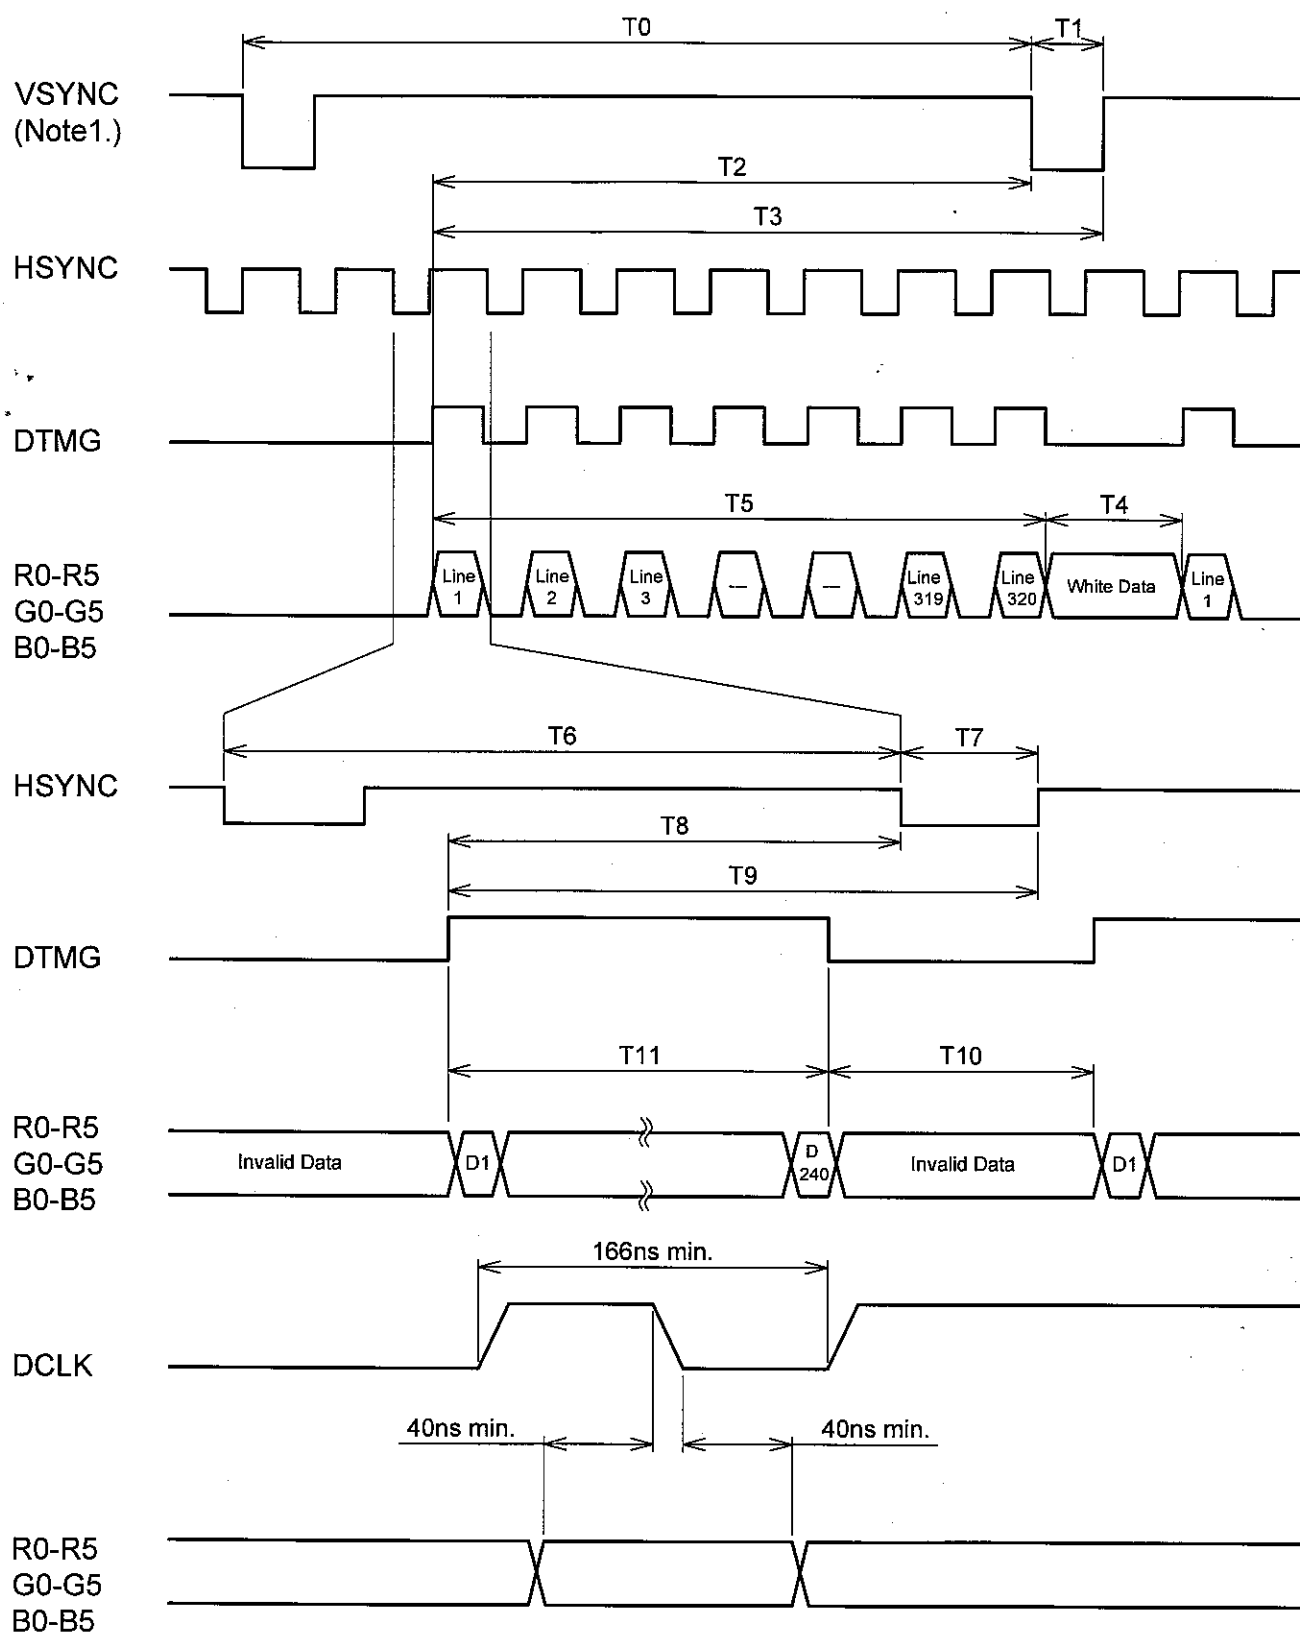 T0
T1
VSYNC
(Note1.)
T2
T3
HSYNC
DTMG
T5
T4
R0-R5
G0-G5
B0-B5
Line
1
Line
2
Line
3
---
---
Line
319
Line
320
White Data
Line
1
T6
T7
HSYNC
T8
T9
DTMG
T11
T10
R0-R5
G0-G5
B0-B5
Invalid Data
D1
D
240
Invalid Data
D1
166ns min.
DCLK
40ns min.
40ns min.
R0-R5
G0-G5
B0-B5